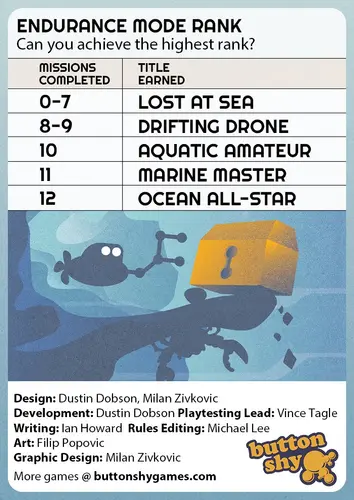 ENDURANCE MODE RANK
Can you achieve the highest rank?
MISSIONS COMPLETED TITLE EARNED
0-7 LOST AT SEA
8-9 DRIFTING DRONE
10 AQUATIC AMATEUR
11 MARINE MASTER
12 OCEAN ALL-STAR
Design: Dustin Dobson, Milan Zivkovic
Development: Dustin Dobson Playtesting Lead: Vince Tagle
Writing: Ian Howard Rules Editing: Michael Lee
Art: Filip Popovic
Graphic Design: Milan Zivkovic
More games @ buttonshygames.com
button
shy